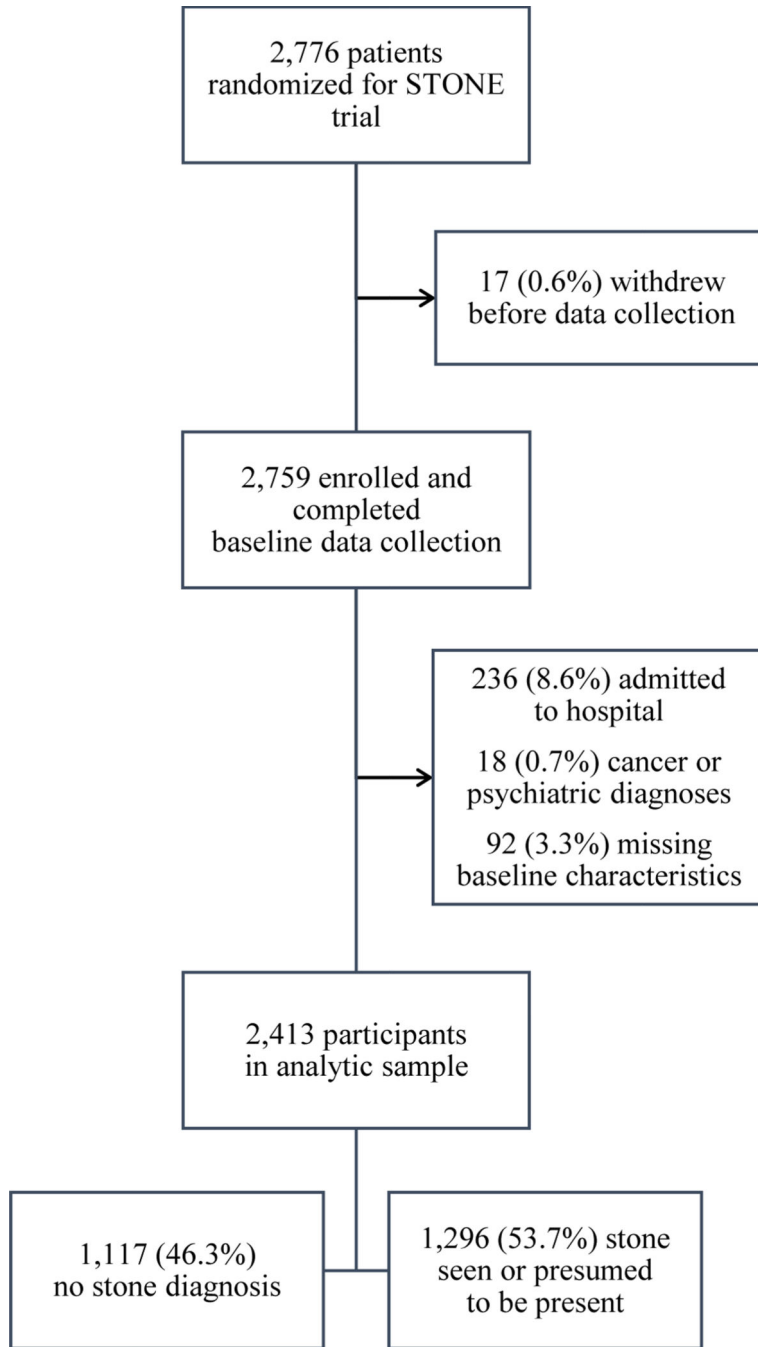 2,776 patients
randomized for STONE
trial
17 (0.6%) withdrew
before data collection
2,759 enrolled and
completed
baseline data collection
236 (8.6%) admitted
to hospital
18 (0.7%) cancer or
psychiatric diagnoses
92 (3.3%) missing
baseline characteristics
2,413 participants
in analytic sample
1,117 (46.3%)
no stone diagnosis
1,296 (53.7%) stone
seen or presumed
to be present